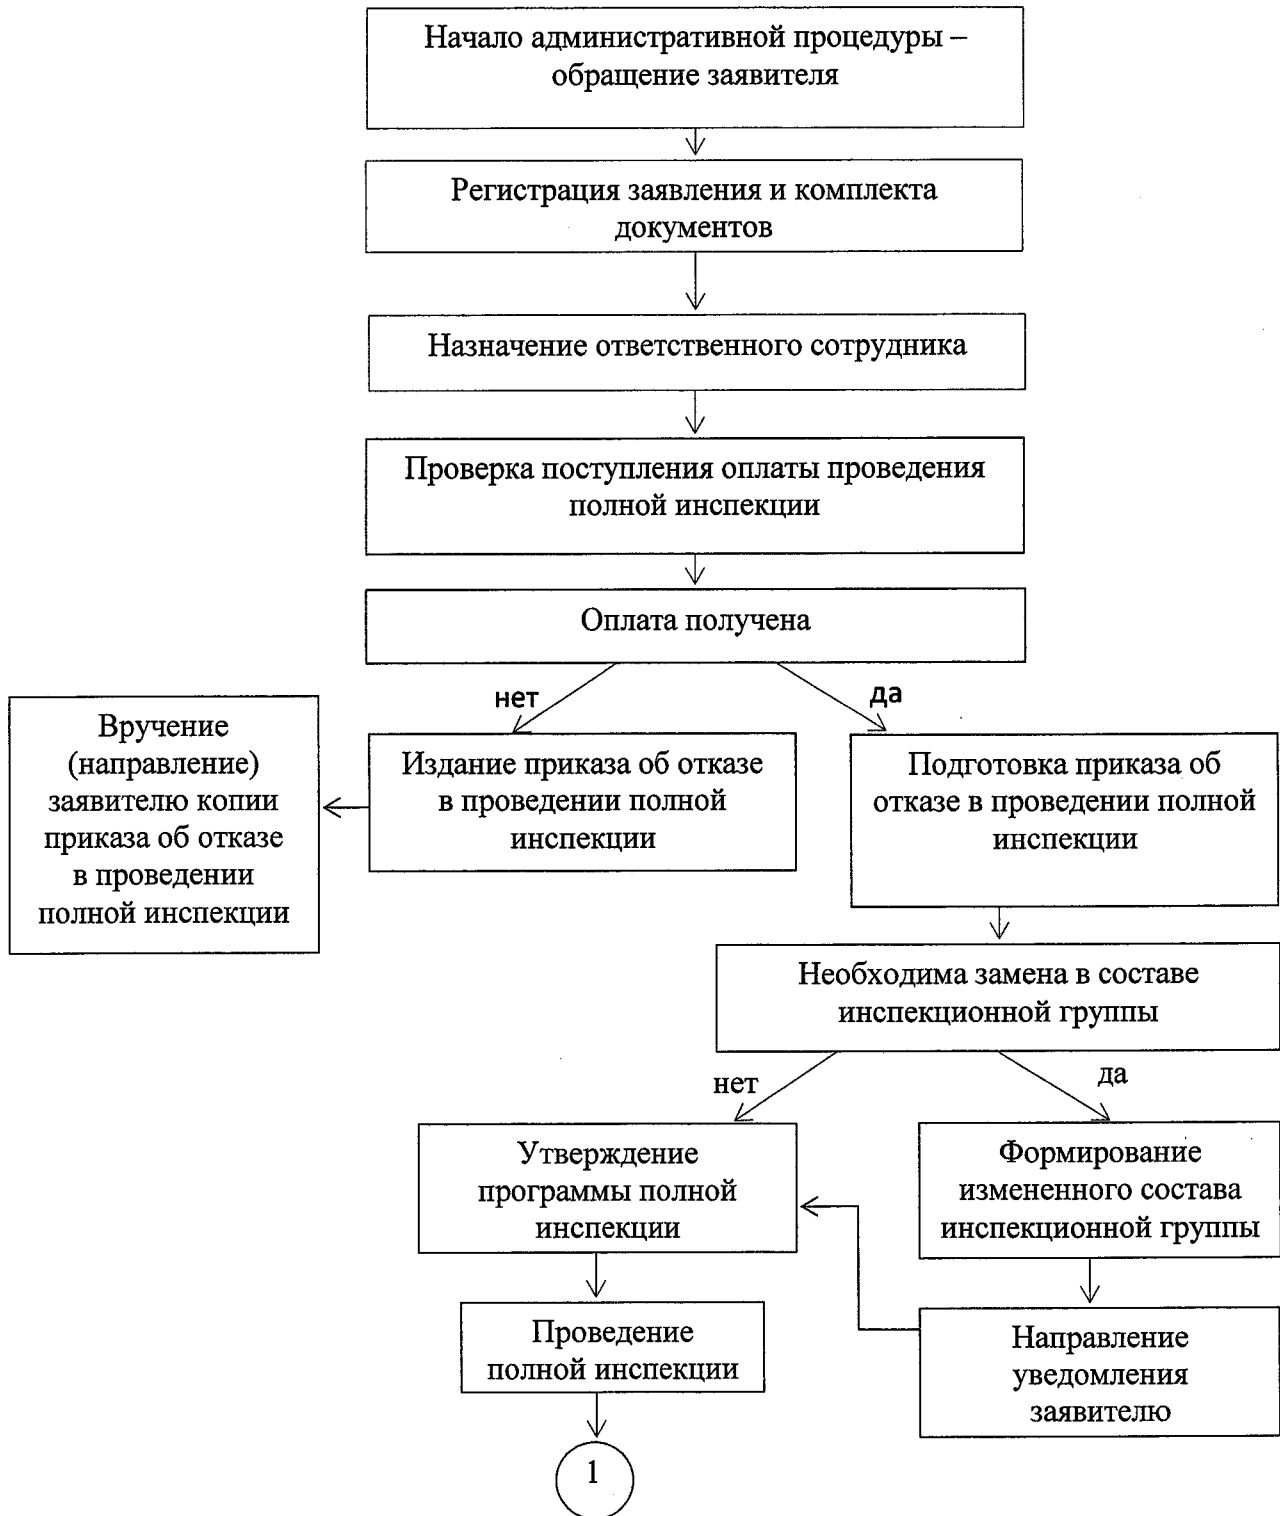 Начало административной процедуры –
обращение заявителя
Регистрация заявления и комплекта
документов
Назначение ответственного сотрудника
Проверка поступления оплаты проведения
полной инспекции
Оплата получена
нет
да
Вручение
(направление)
заявителю копии
приказа об отказе
в проведении
полной инспекции
Издание приказа об отказе
в проведении полной
инспекции
Подготовка приказа об
отказе в проведении полной
инспекции
Необходима замена в составе
инспекционной группы
нет
да
Утверждение
программы полной
инспекции
Формирование
измененного состава
инспекционной группы
Проведение
полной инспекции
Направление
уведомления
заявителю
1